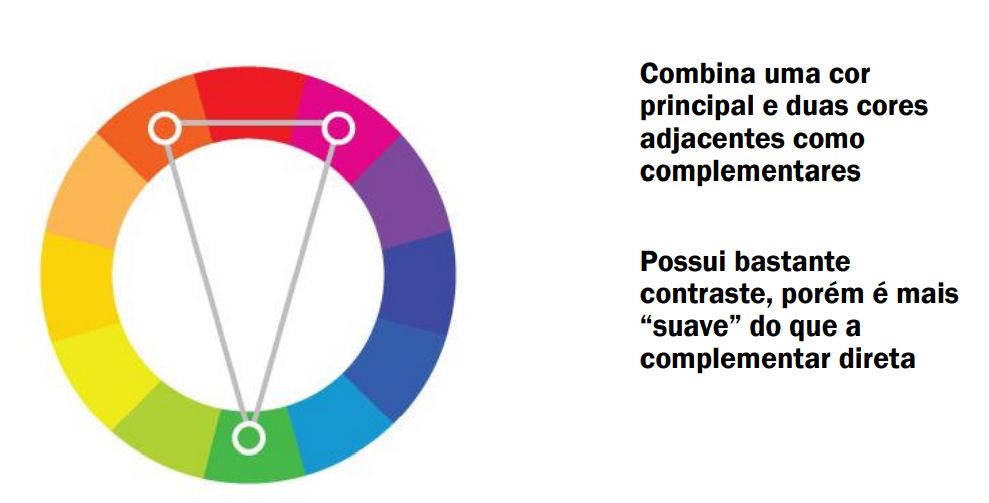 Combina uma cor
principal e duas cores
adjacentes como
complementares
Possui bastante
contraste, porém é mais
“suave” do que a
complementar direta